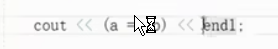 cout << (a = b) << endl;